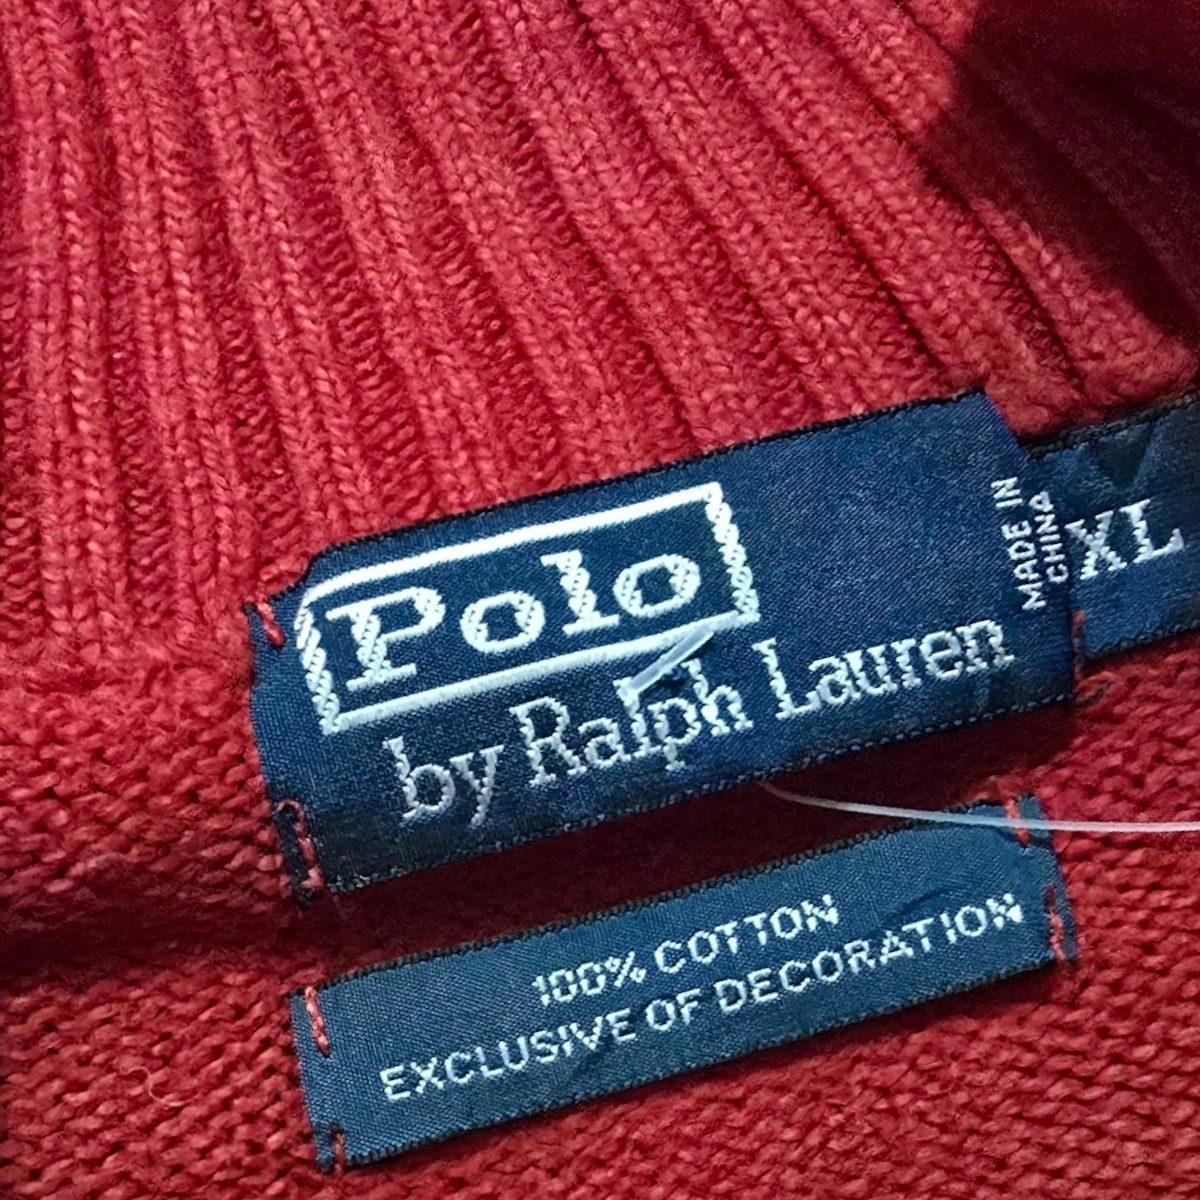 Polo
by Ralph Lauren
MADE IN
CHINA
XL
100% COTTON
EXCLUSIVE OF DECORATION